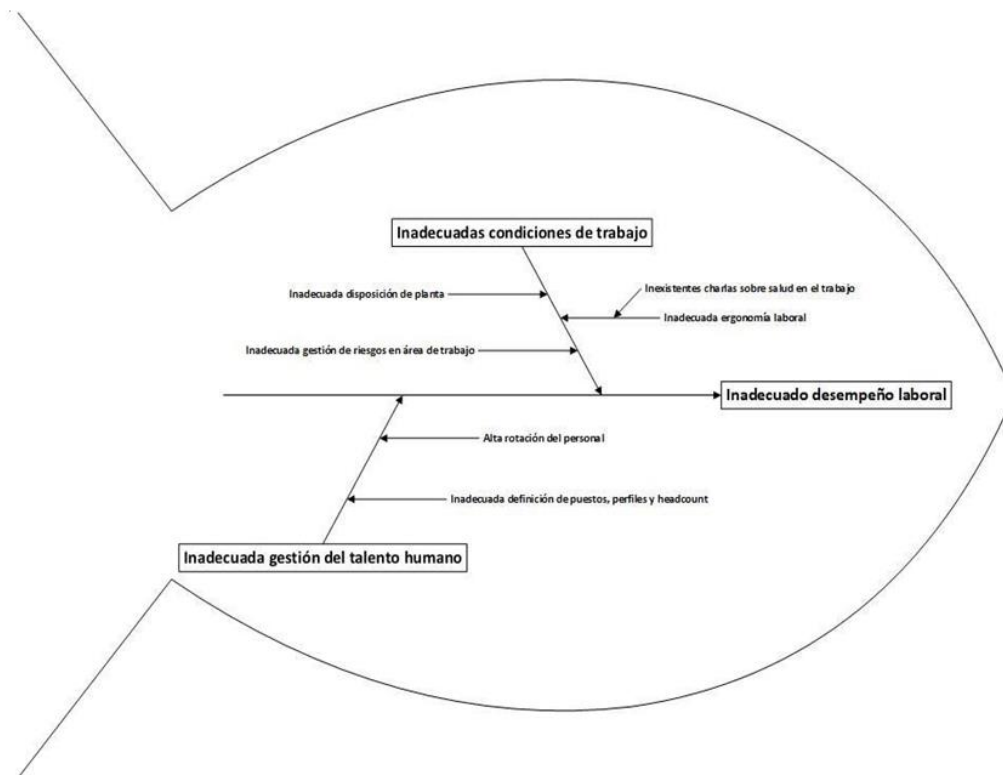 Inadecuadas condiciones de trabajo
Inadecuada disposición de planta
Inexistentes charlas sobre salud en el trabajo
Inadecuada ergonomía laboral
Inadecuada gestión de riesgos en área de trabajo
Inadecuado desempeño laboral
Alta rotación del personal
Inadecuada definición de puestos, perfiles y headcount
Inadecuada gestión del talento humano